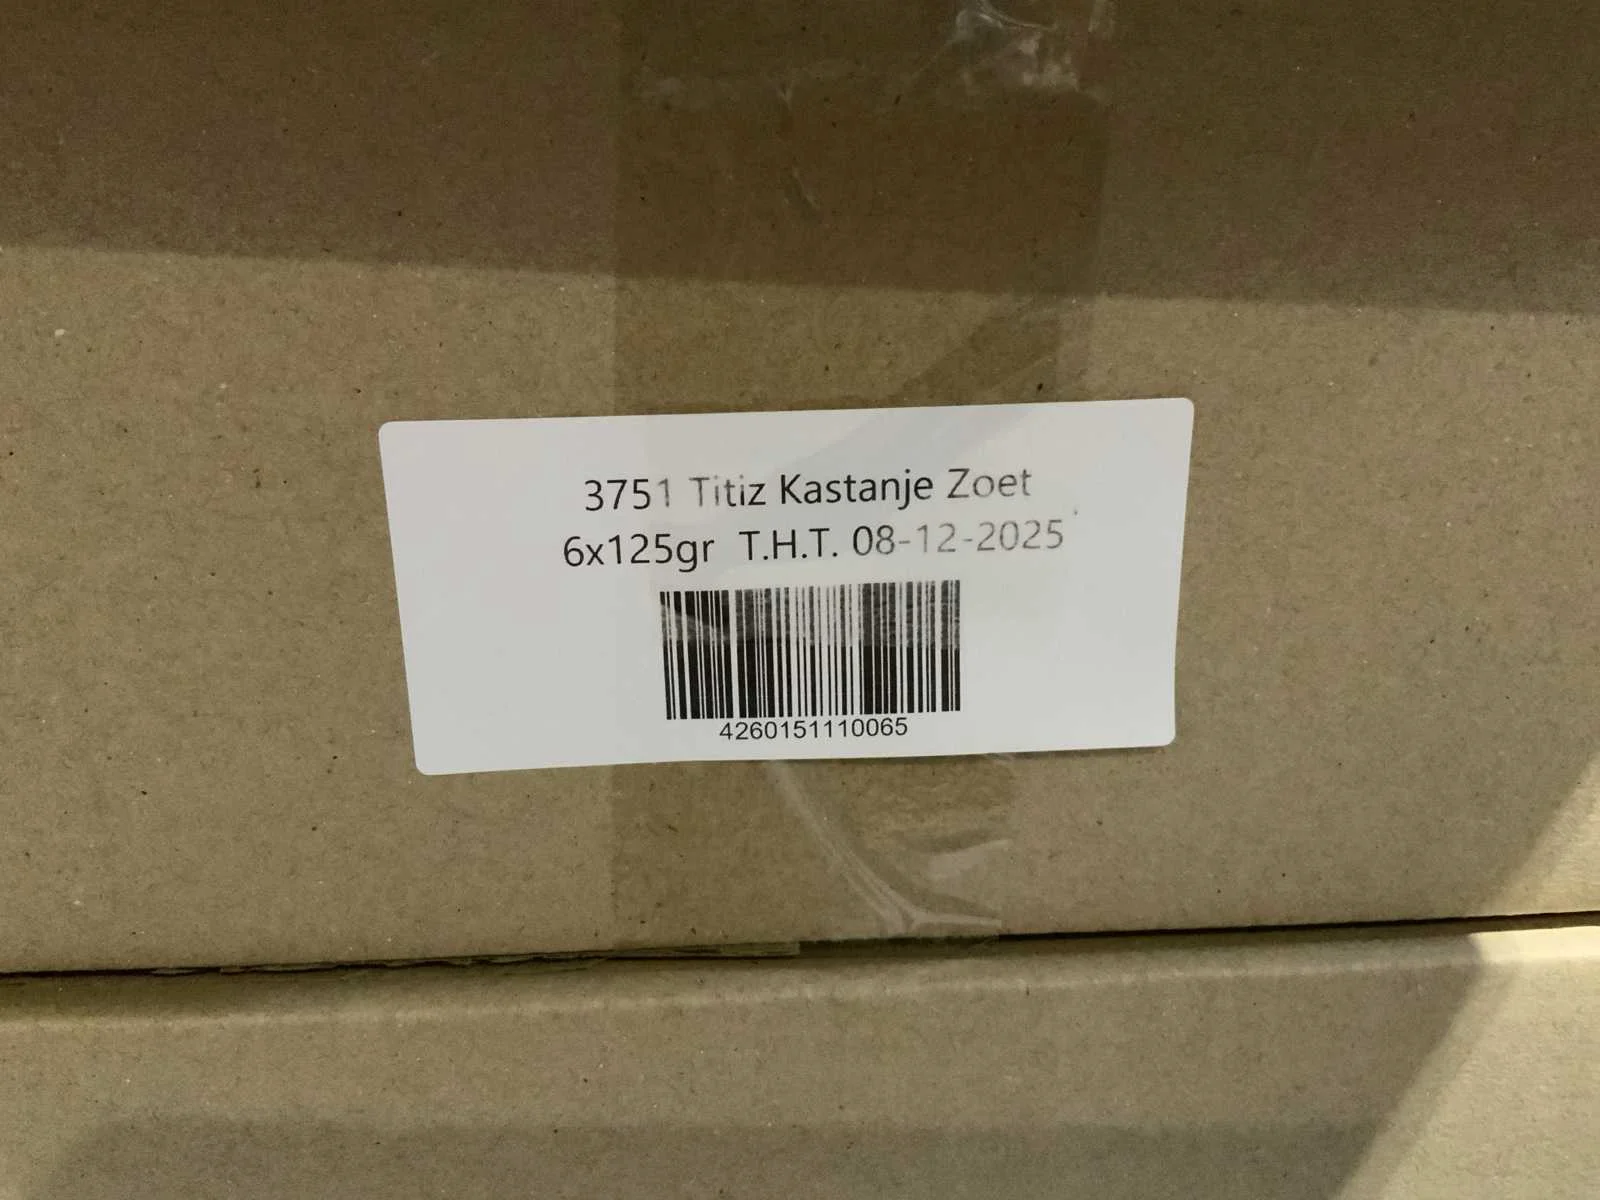 3751 Titiz Kastanje Zoet
6x125gr T.H.T. 08-12-2025
4260151110065